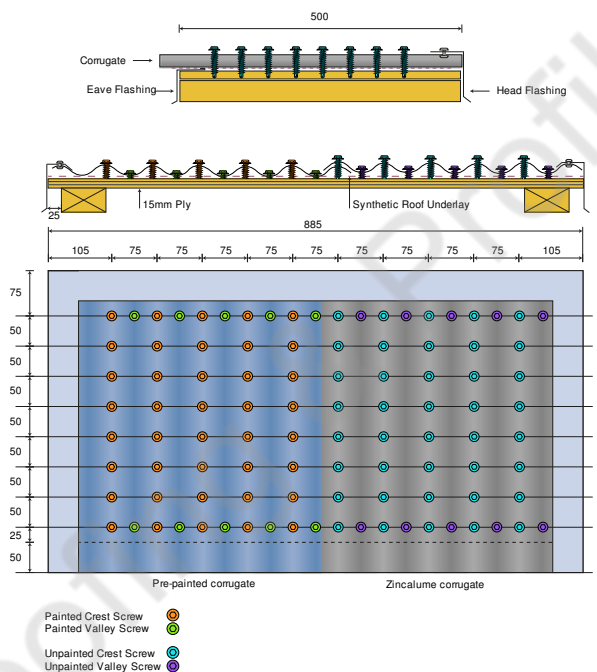 500
Corrugate
Eave Flashing
Head Flashing
15mm Ply
Synthetic Roof Underlay
25
885
105 75 75 75 75 75 75 75 75 75 105
75
50
50
50
50
50
50
50
25
50
Pre-painted corrugate
Zincalume corrugate
Painted Crest Screw
Painted Valley Screw
Unpainted Crest Screw
Unpainted Valley Screw